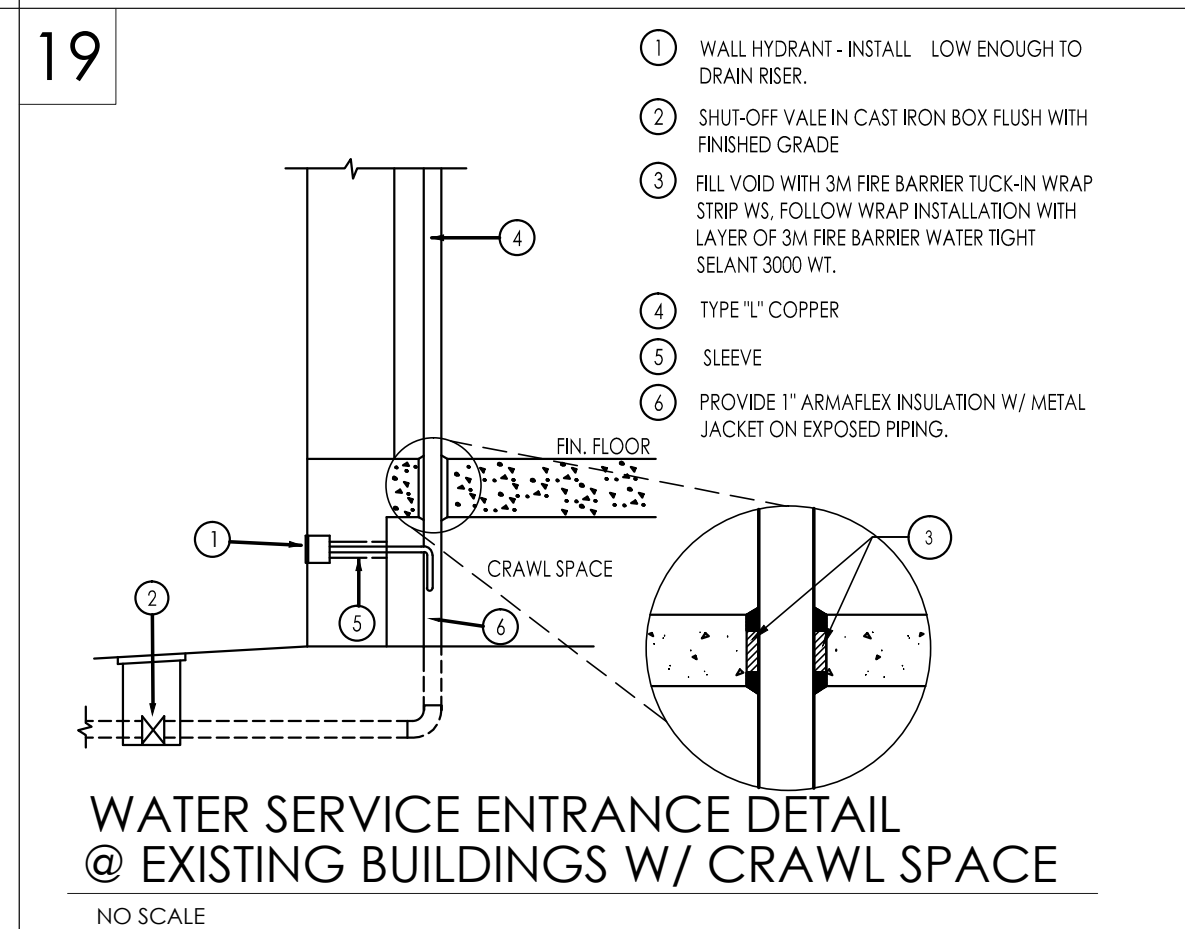 19
1 WALL HYDRANT - INSTALL LOW ENOUGH TO
DRAIN RISER.
2 SHUT-OFF VALE IN CAST IRON BOX FLUSH WITH
FINISHED GRADE
3 FILL VOID WITH 3M FIRE BARRIER TUCK-IN WRAP
STRIP WS, FOLLOW WRAP INSTALLATION WITH
LAYER OF 3M FIRE BARRIER WATER TIGHT
SELANT 3000 WT.
4 TYPE "L" COPPER
5 SLEEVE
6 PROVIDE 1" ARMAFLEX INSULATION W/ METAL
JACKET ON EXPOSED PIPING.
4
FIN. FLOOR
1
3
CRAWL SPACE
2
5
6
WATER SERVICE ENTRANCE DETAIL
@ EXISTING BUILDINGS W/ CRAWL SPACE
NO SCALE